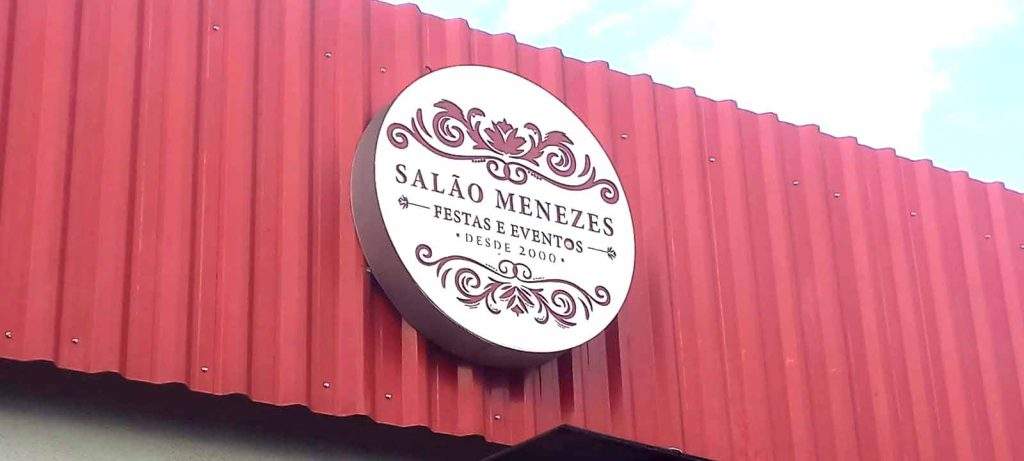 SALÃO MENEZES
FESTAS E EVENTOS
• DESDE 2000 •